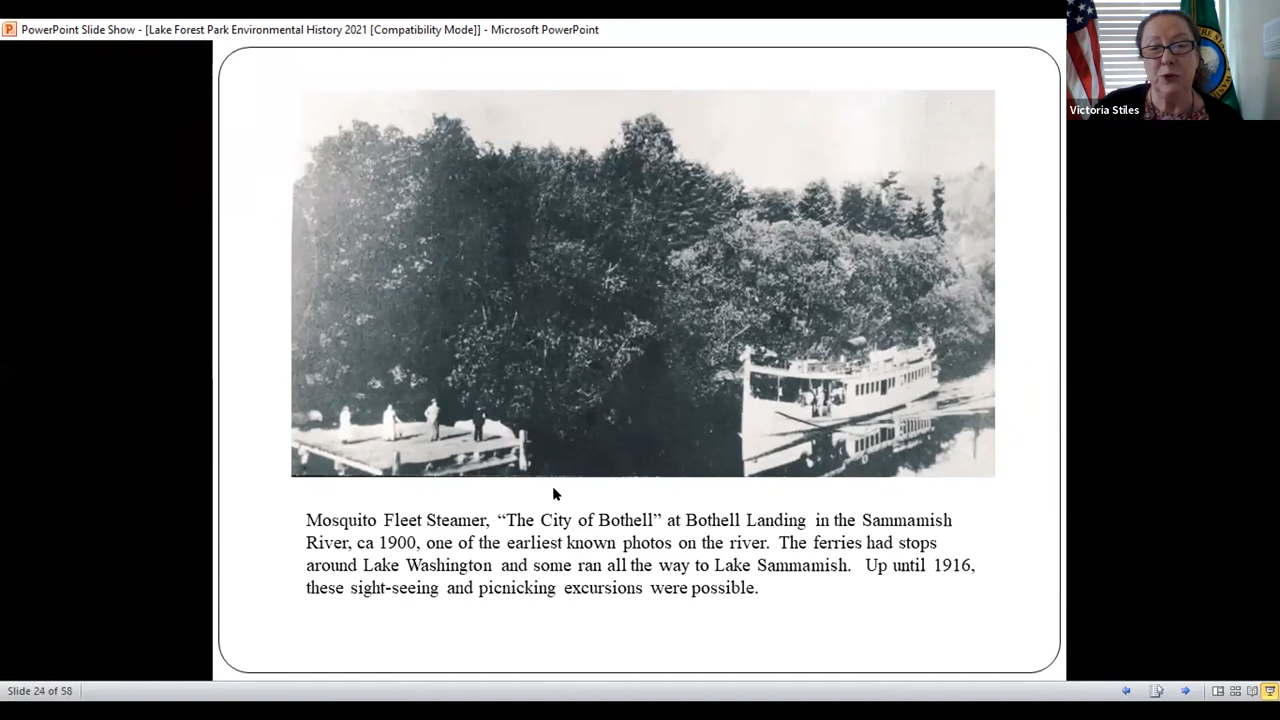 PowerPoint Slide Show - [Lake Forest Park Environmental History 2021 [Compatibility Mode]] - Microsoft PowerPoint
Victoria Stiles
Mosquito Fleet Steamer, “The City of Bothell” at Bothell Landing in the Sammamish
River, ca 1900, one of the earliest known photos on the river. The ferries had stops
around Lake Washington and some ran all the way to Lake Sammamish. Up until 1916,
these sight-seeing and picnicking excursions were possible.
Slide 24 of 58